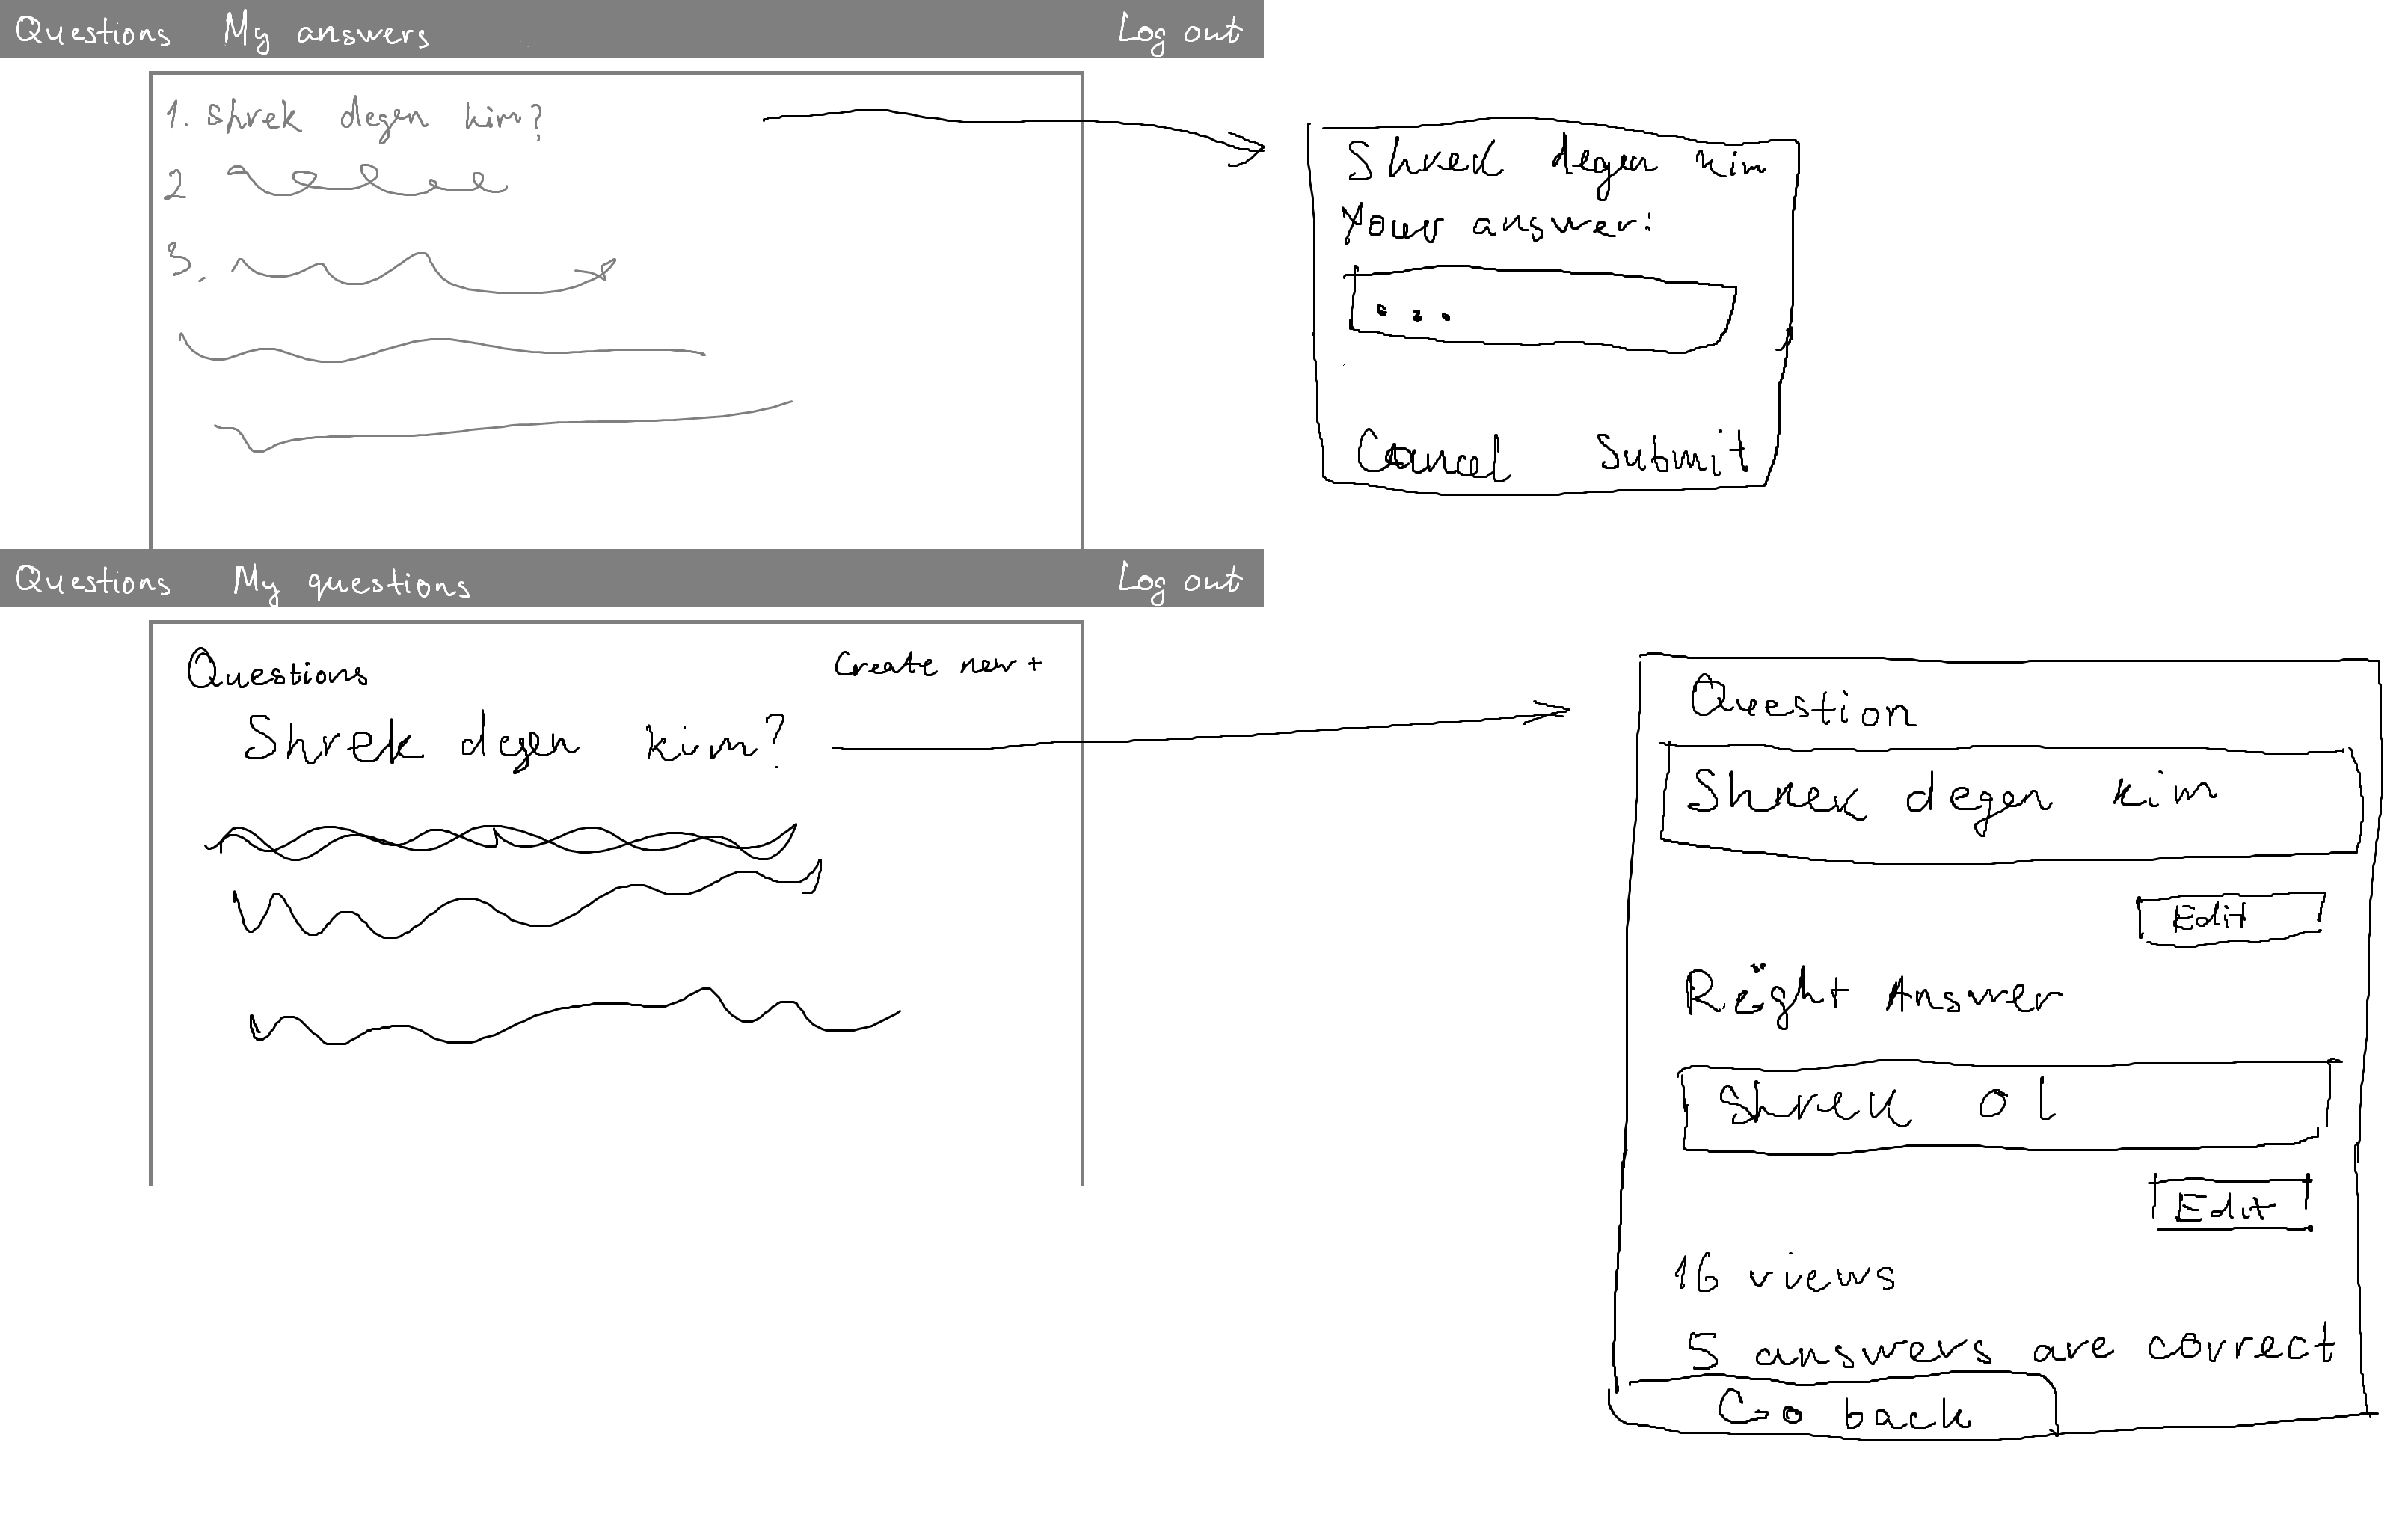 Questions My answers Log out
1. Shrek degen kim?
2
3.
Shred degen kim
Your answer:
...
Cancel Submit
Questions My questions Log out
Questions Create new +
Shrek degen kim?
Question
Shrek degen kim
Edit
Right Answer
Shrek ol
Edit
16 views
5 answers are correct
Go back